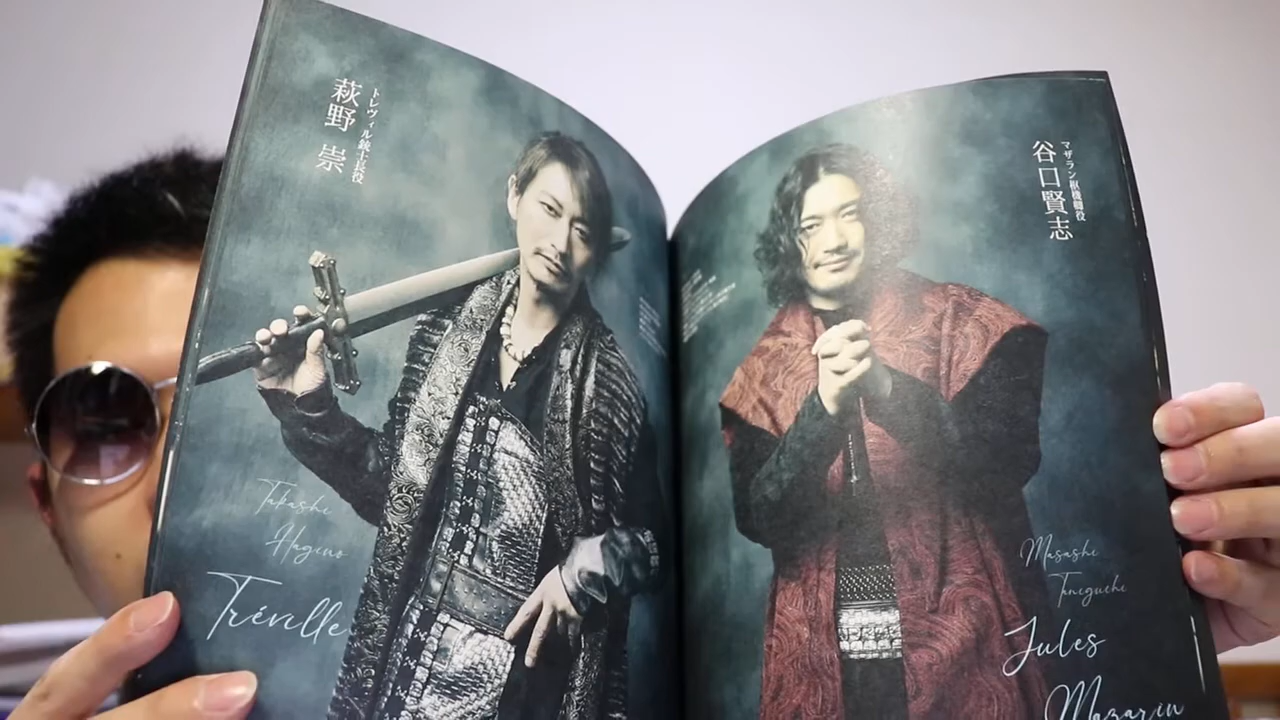 トレヴィル銃士長役
萩野 崇
Takashi
Hagino
Tréville
マザラン枢機卿役
谷口賢志
Masashi
Taniguchi
Jules
Mazarin